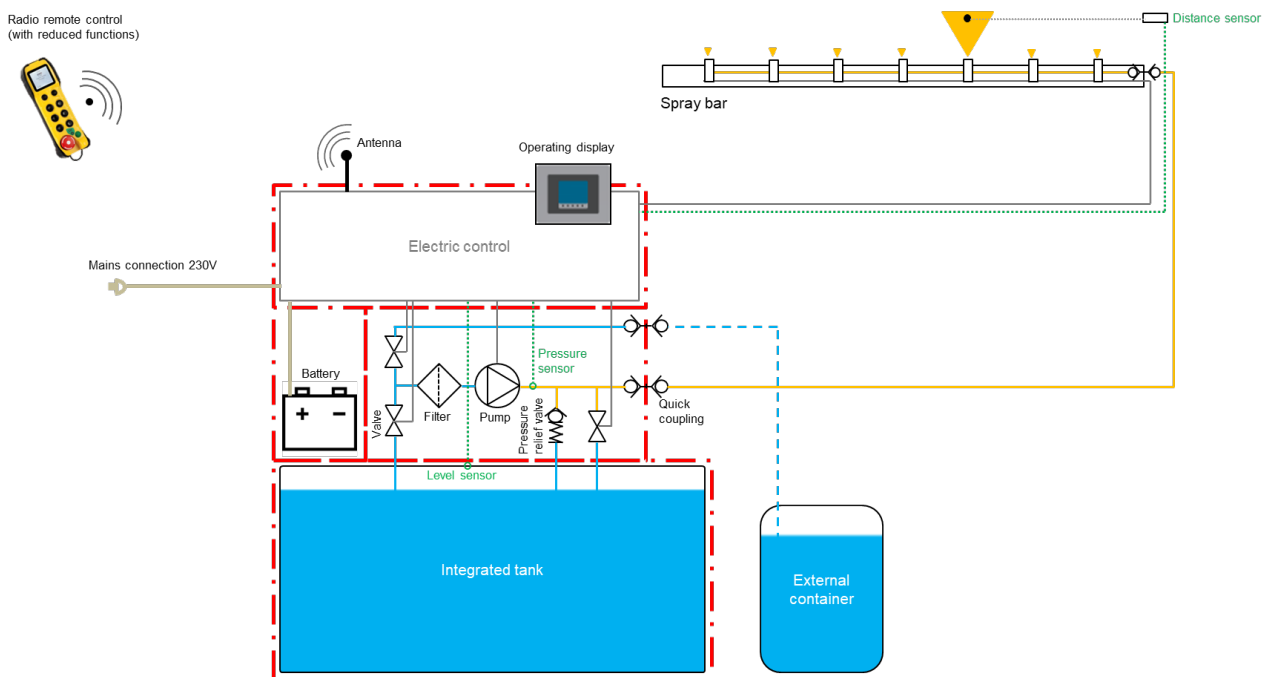 Radio remote control
(with reduced functions)
Distance sensor
Spray bar
Antenna
Operating display
Electric control
Mains connection 230V
Pressure
sensor
Battery
+ −
Valve
Filter
Pump
Pressure
relief valve
Quick
coupling
Level sensor
Integrated tank
External
container